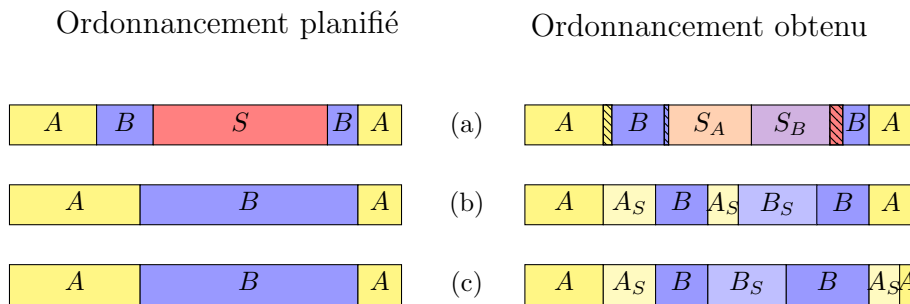 Ordonnancement planifié Ordonnancement obtenu
A B S B A (a) A B S_A S_B B A
A B A (b) A A_S B A_S B_S B A
A B A (c) A A_S B B_S B A_S A